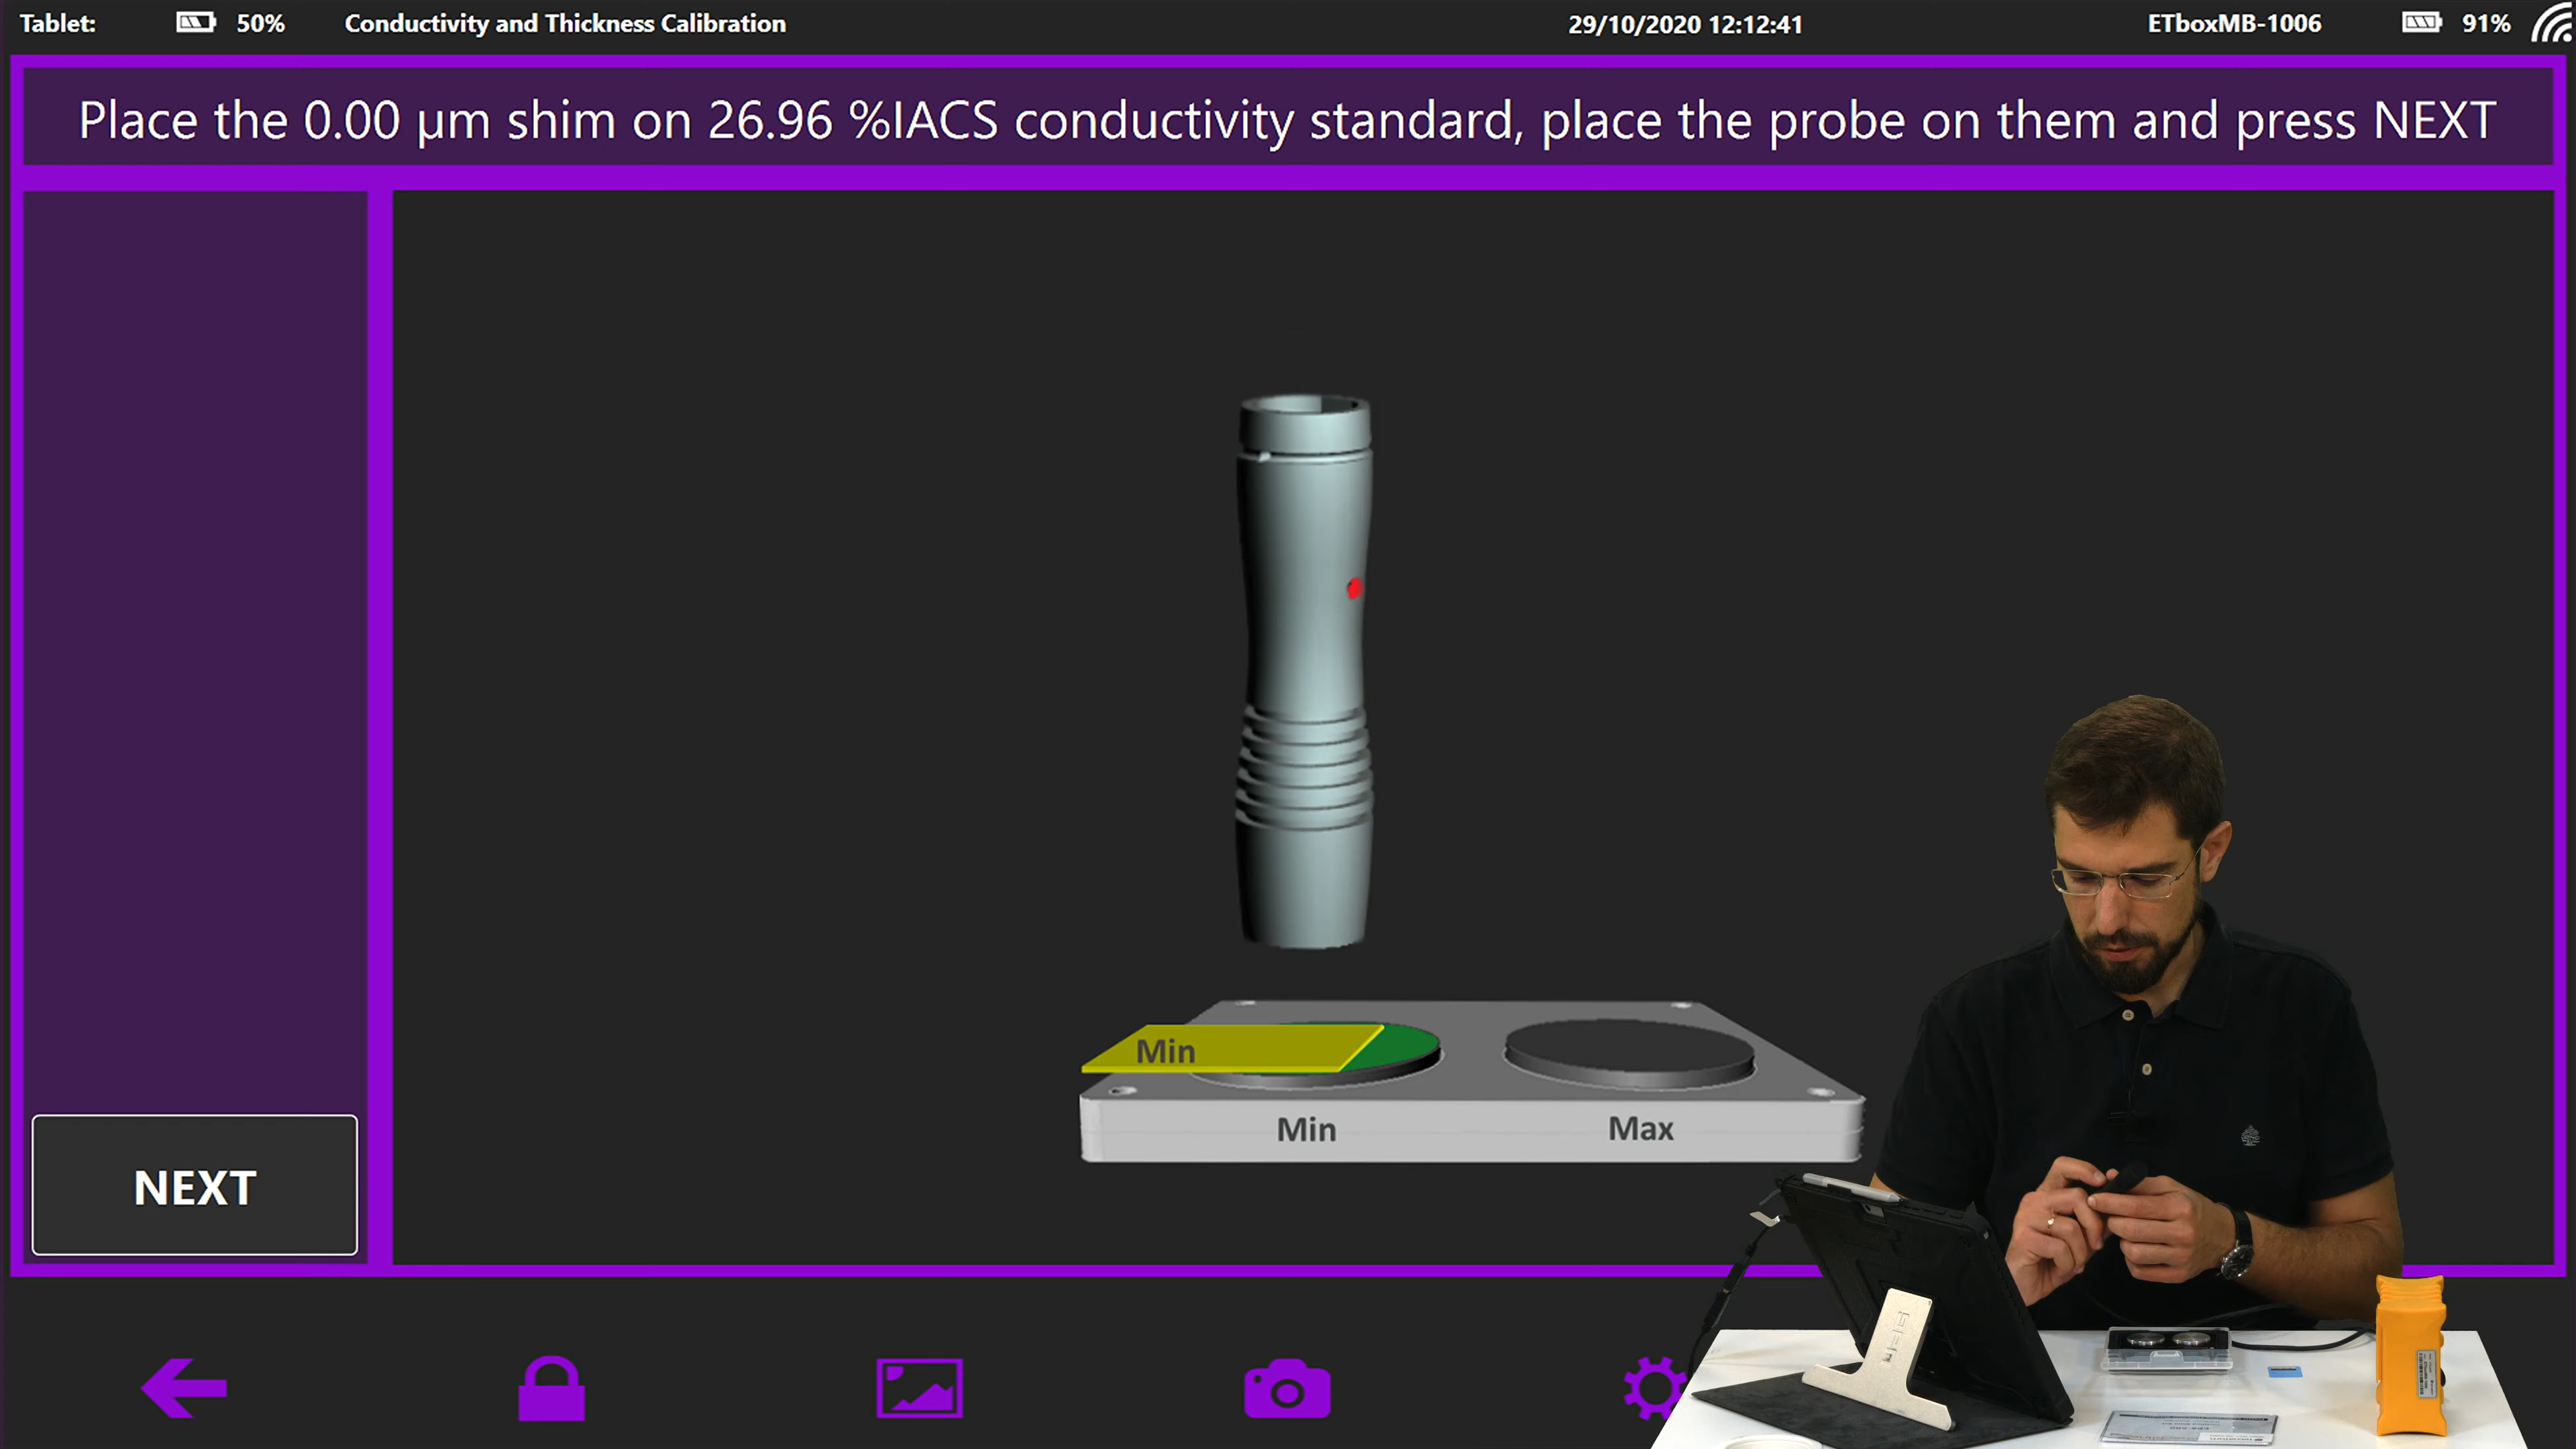 Tablet: 50% Conductivity and Thickness Calibration 29/10/2020 12:12:41 ETboxMB-1006 91%
Place the 0.00 µm shim on 26.96 %IACS conductivity standard, place the probe on them and press NEXT
Min
Min Max
NEXT